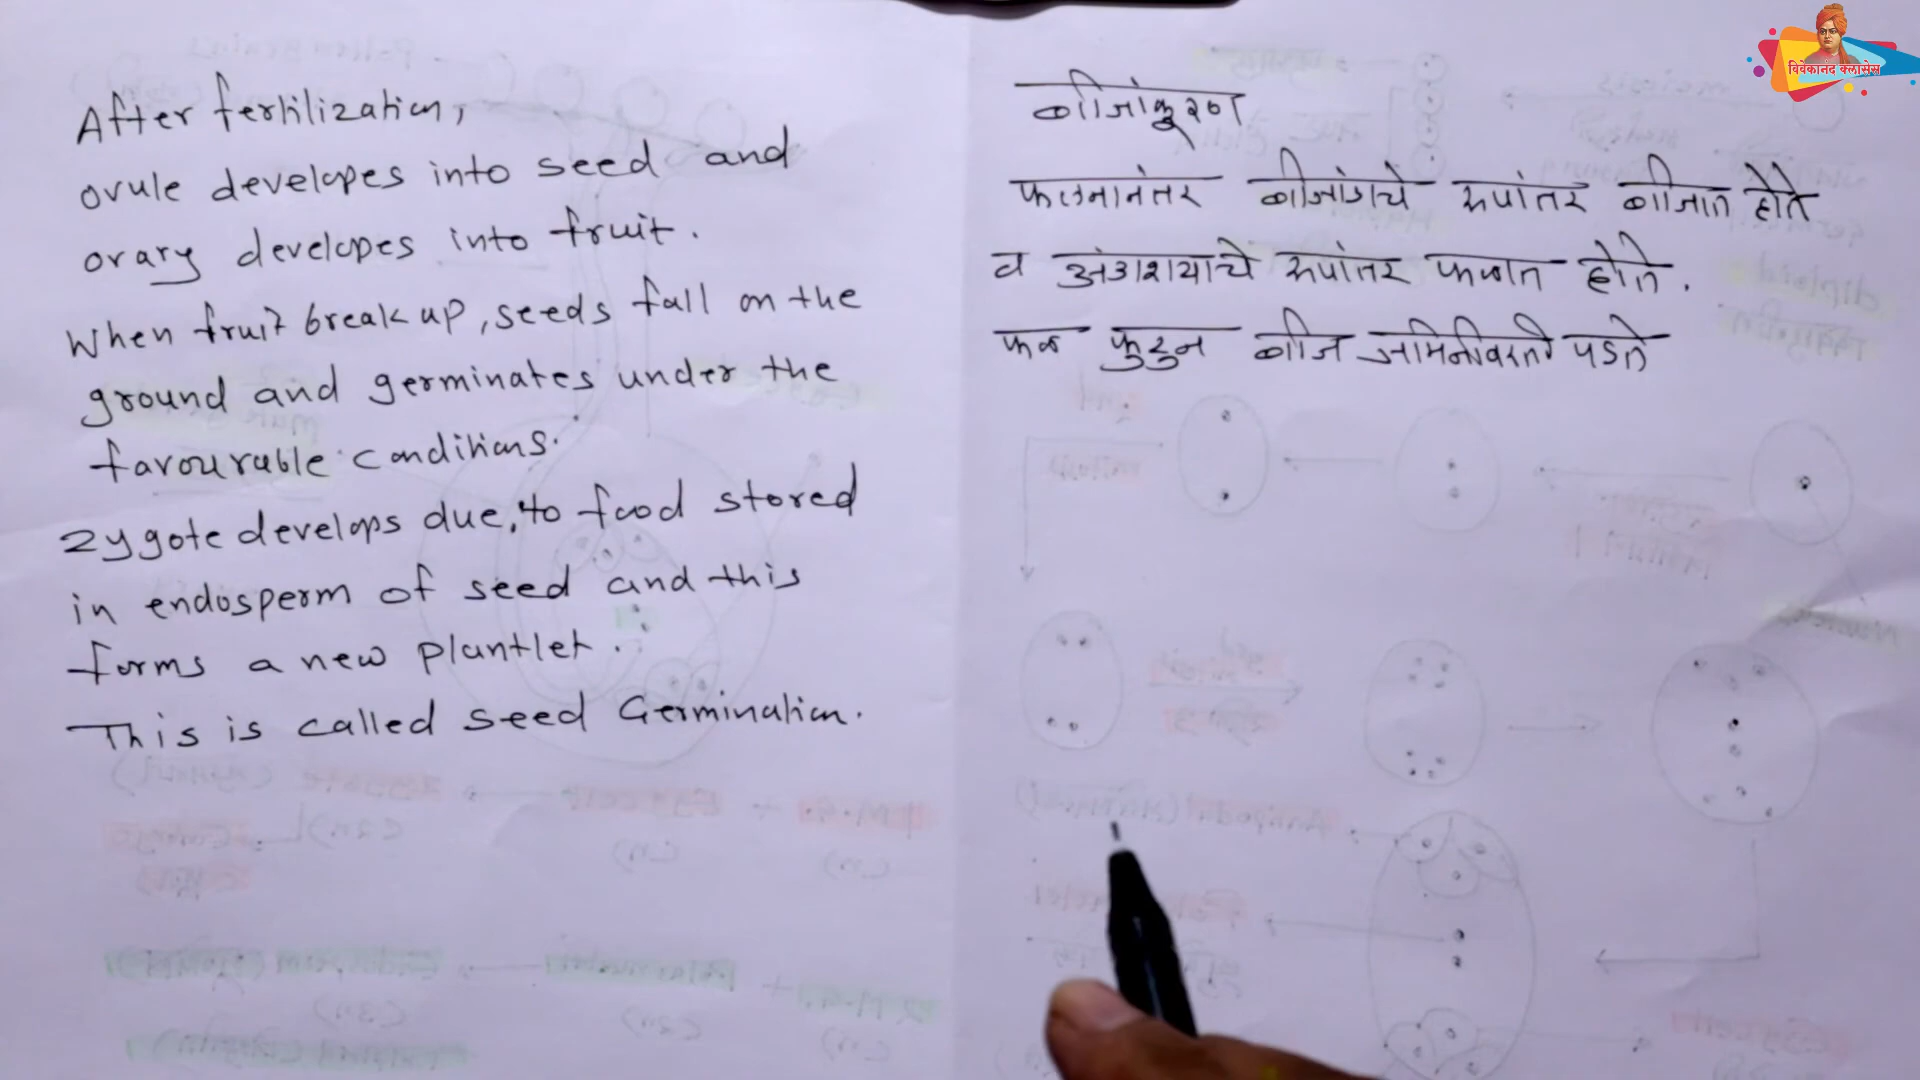 After fertilization,
ovule developes into seed and
orary developes into fruit.
When fruit break up, seeds fall on the
ground and germinates under the
favourable conditions.
Zygote develops due to food stored
in endosperm of seed and this
forms a new plantlet.
This is called seed Germination.
बीजांकूरण
फलनानंतर बीजांडाचे रूपांतर बीजात होते
व अंडाशयाचे रूपांतर फळात होते.
फळ फुटुन बीज जमिनीवरती पडते
विवेकानंद क्लासेस